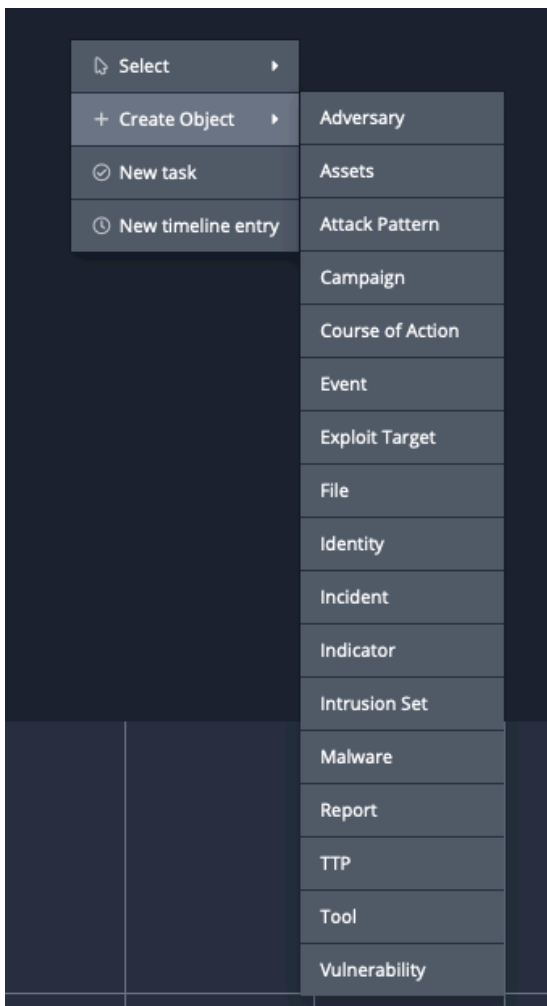 Select
Create Object
New task
New timeline entry
Adversary
Assets
Attack Pattern
Campaign
Course of Action
Event
Exploit Target
File
Identity
Incident
Indicator
Intrusion Set
Malware
Report
TTP
Tool
Vulnerability